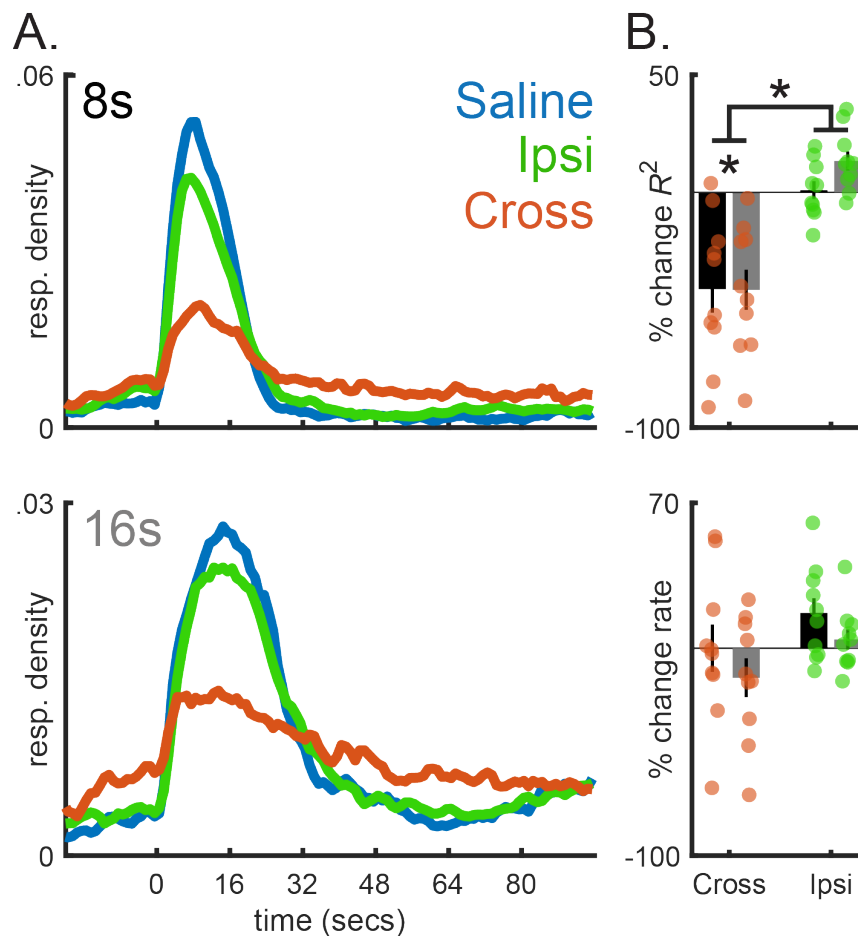 A.
.06
8s
Saline
Ipsi
Cross
resp. density
0
.03
16s
resp. density
0
0 16 32 48 64 80
time (secs)
B.
50
*
*
% change R²
-100
70
% change rate
-100
Cross Ipsi